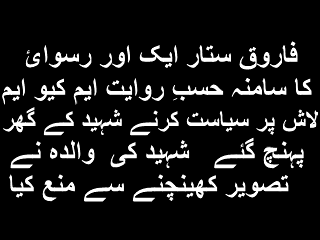 فاروق ستار ایک اور رسوائ
کا سامنہ حسبِ روایت ایم کیو ایم
لاش پر سیاست کرنے شہید کے گھر
پہنچ گئے شہید کی والدہ نے
تصویر کھینچنے سے منع کیا